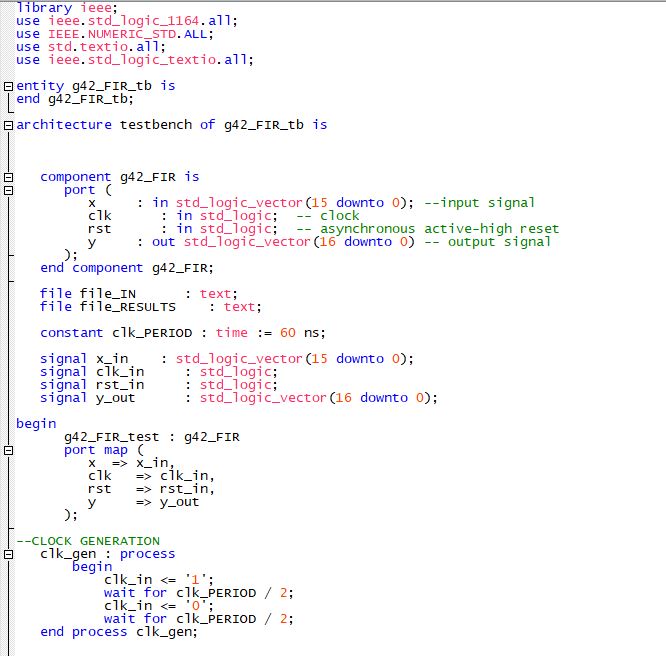 library ieee;
use ieee.std_logic_1164.all;
use IEEE.NUMERIC_STD.ALL;
use std.textio.all;
use ieee.std_logic_textio.all;
entity g42_FIR_tb is
end g42_FIR_tb;
architecture testbench of g42_FIR_tb is
component g42_FIR is
port (
x : in std_logic_vector(15 downto 0); --input signal
clk : in std_logic; -- clock
rst : in std_logic; -- asynchronous active-high reset
y : out std_logic_vector(16 downto 0) -- output signal
);
end component g42_FIR;
file file_IN : text;
file file_RESULTS : text;
constant clk_PERIOD : time := 60 ns;
signal x_in : std_logic_vector(15 downto 0);
signal clk_in : std_logic;
signal rst_in : std_logic;
signal y_out : std_logic_vector(16 downto 0);
begin
g42_FIR_test : g42_FIR
port map (
x => x_in,
clk => clk_in,
rst => rst_in,
y => y_out
);
--CLOCK GENERATION
clk_gen : process
begin
clk_in <= '1';
wait for clk_PERIOD / 2;
clk_in <= '0';
wait for clk_PERIOD / 2;
end process clk_gen;